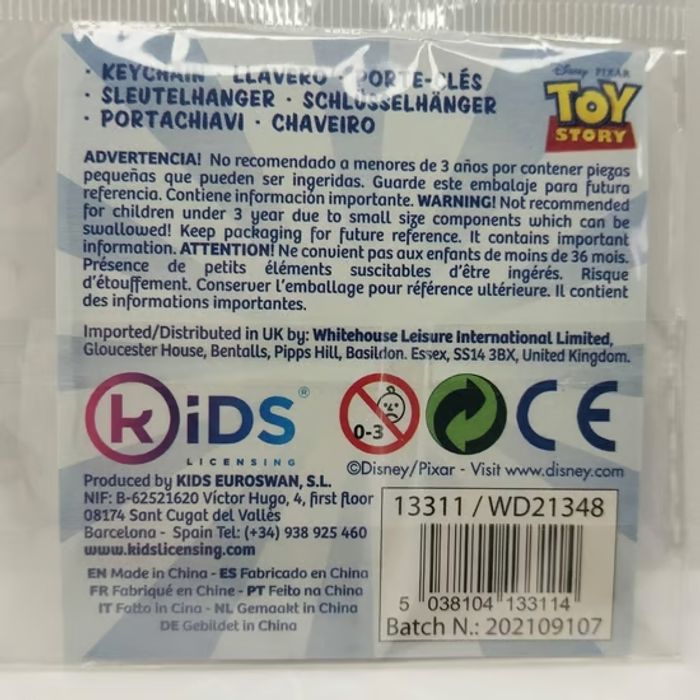 · KEYCHAIN · LLAVERO · PORTE-CLÉS
· SLEUTELHANGER · SCHLÜSSELHÄNGER
· PORTACHIAVI · CHAVEIRO
Disney PIXAR
TOY
STORY
ADVERTENCIA! No recomendado a menores de 3 años por contener piezas
pequeñas que pueden ser ingeridas. Guarde este embalaje para futura
referencia. Contiene información importante. WARNING! Not recommended
for children under 3 year due to small size components which can be
swallowed! Keep packaging for future reference. It contains important
information. ATTENTION! Ne convient pas aux enfants de moins de 36 mois.
Présence de petits éléments suscitables d'être ingérés. Risque
d'étouffement. Conserver l'emballage pour référence ultérieure. Il contient
des informations importantes.
Imported/Distributed in UK by: Whitehouse Leisure International Limited,
Gloucester House, Bentalls, Pipps Hill, Basildon. Essex, SS14 3BX, United Kingdom.
kiDS ®
LICENSING
0-3
CE
©Disney/Pixar - Visit www.disney.com
Produced by KIDS EUROSWAN, S.L.
NIF: B-62521620 Víctor Hugo, 4, first floor
08174 Sant Cugat del Vallès
Barcelona - Spain Tel: (+34) 938 925 460
www.kidslicensing.com
EN Made in China - ES Fabricado en China
FR Fabriqué en Chine - PT Feito na China
IT Fatto in Cina - NL Gemaakt in China
DE Gebildet in China
13311 / WD21348
5 038104 133114
Batch N.: 202109107